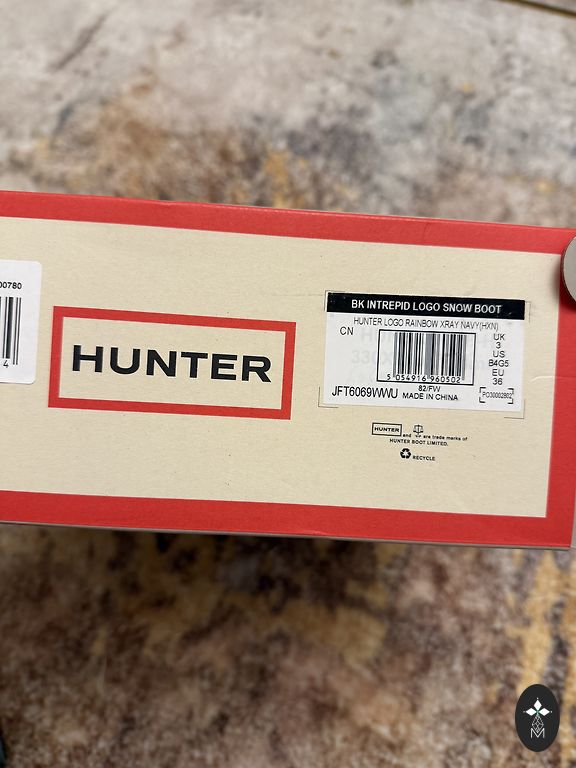 00780
4
HUNTER
BK INTREPID LOGO SNOW BOOT
HUNTER LOGO RAINBOW XRAY NAVY(HXN)
CN
UK
3
US
B4G5
EU
36
5 054916 960502
82/FW
JFT6069WWU MADE IN CHINA
PO30002802
HUNTER and are trade marks of
HUNTER BOOT LIMITED.
RECYCLE
M